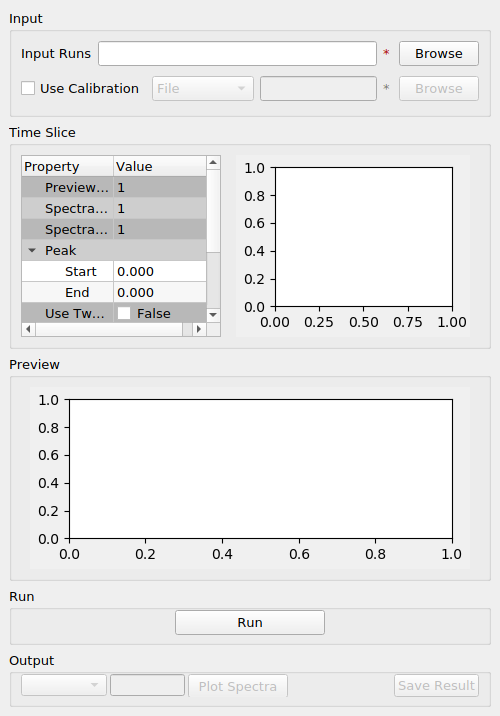 Input
Input Runs * Browse
Use Calibration File * Browse
Time Slice
Property Value
Preview... 1
Spectra... 1
Spectra... 1
Peak
Start 0.000
End 0.000
Use Tw... False
1.0
0.8
0.6
0.4
0.2
0.0
0.00 0.25 0.50 0.75 1.00
Preview
1.0
0.8
0.6
0.4
0.2
0.0
0.0 0.2 0.4 0.6 0.8 1.0
Run
Run
Output
Plot Spectra Save Result